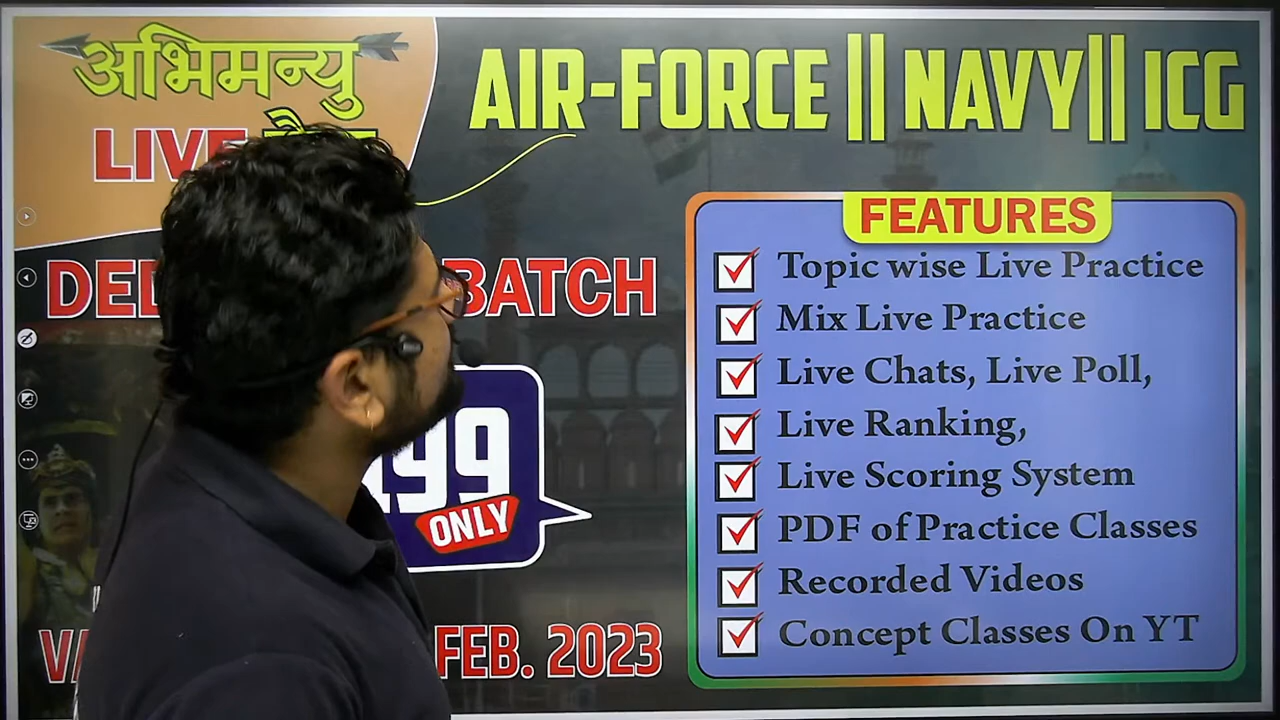 अभिमन्यु
LIVE
AIR-FORCE || NAVY || ICG
FEATURES
BATCH
Topic wise Live Practice
Mix Live Practice
Live Chats, Live Poll,
Live Ranking,
Live Scoring System
PDF of Practice Classes
Recorded Videos
Concept Classes On YT
ONLY
FEB. 2023